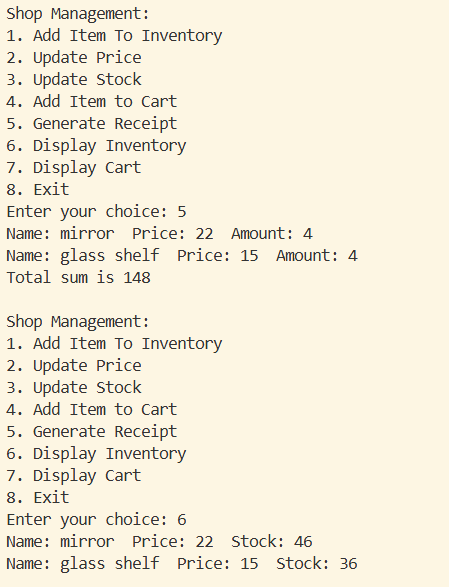 Shop Management:
1. Add Item To Inventory
2. Update Price
3. Update Stock
4. Add Item to Cart
5. Generate Receipt
6. Display Inventory
7. Display Cart
8. Exit
Enter your choice: 5
Name: mirror  Price: 22  Amount: 4
Name: glass shelf  Price: 15  Amount: 4
Total sum is 148

Shop Management:
1. Add Item To Inventory
2. Update Price
3. Update Stock
4. Add Item to Cart
5. Generate Receipt
6. Display Inventory
7. Display Cart
8. Exit
Enter your choice: 6
Name: mirror  Price: 22  Stock: 46
Name: glass shelf  Price: 15  Stock: 36